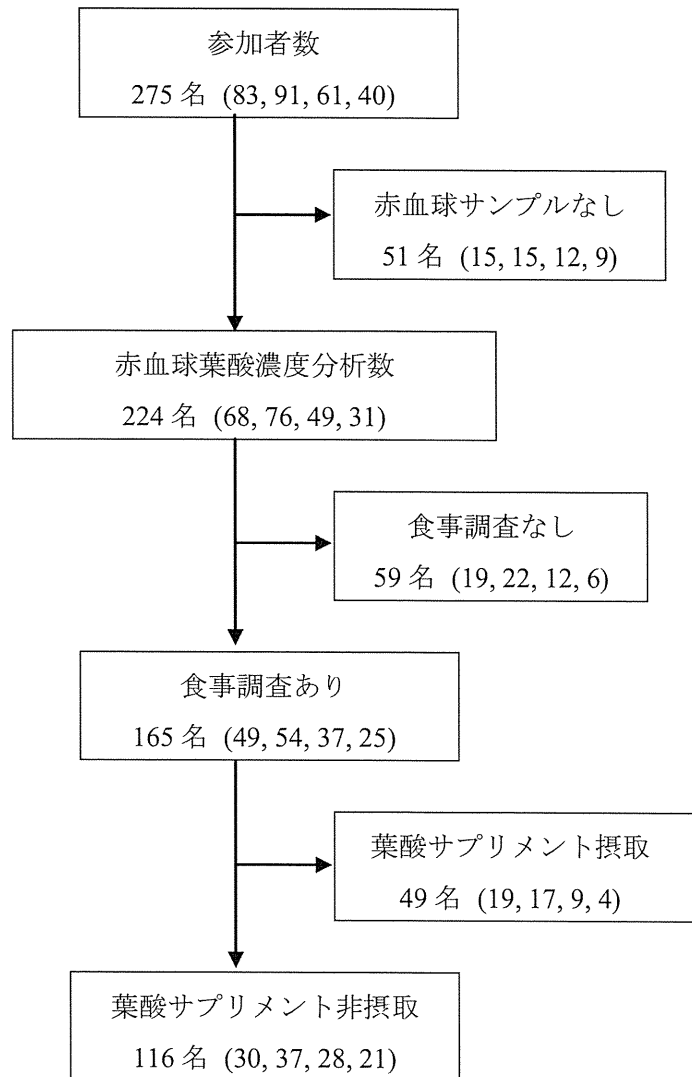 参加者数
275 名 (83, 91, 61, 40)
赤血球サンプルなし
51 名 (15, 15, 12, 9)
赤血球葉酸濃度分析数
224 名 (68, 76, 49, 31)
食事調査なし
59 名 (19, 22, 12, 6)
食事調査あり
165 名 (49, 54, 37, 25)
葉酸サプリメント摂取
49 名 (19, 17, 9, 4)
葉酸サプリメント非摂取
116 名 (30, 37, 28, 21)